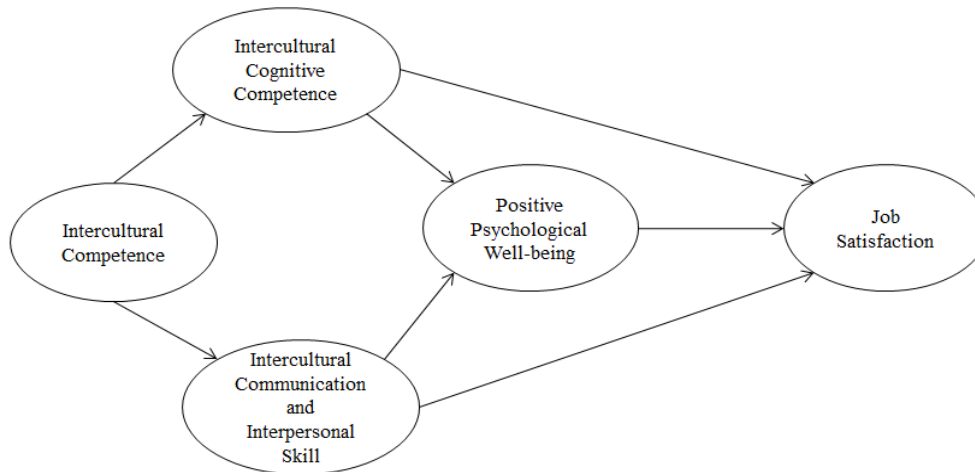 Intercultural
Cognitive
Competence
Intercultural
Competence
Positive
Psychological
Well-being
Job
Satisfaction
Intercultural
Communication
and
Interpersonal
Skill